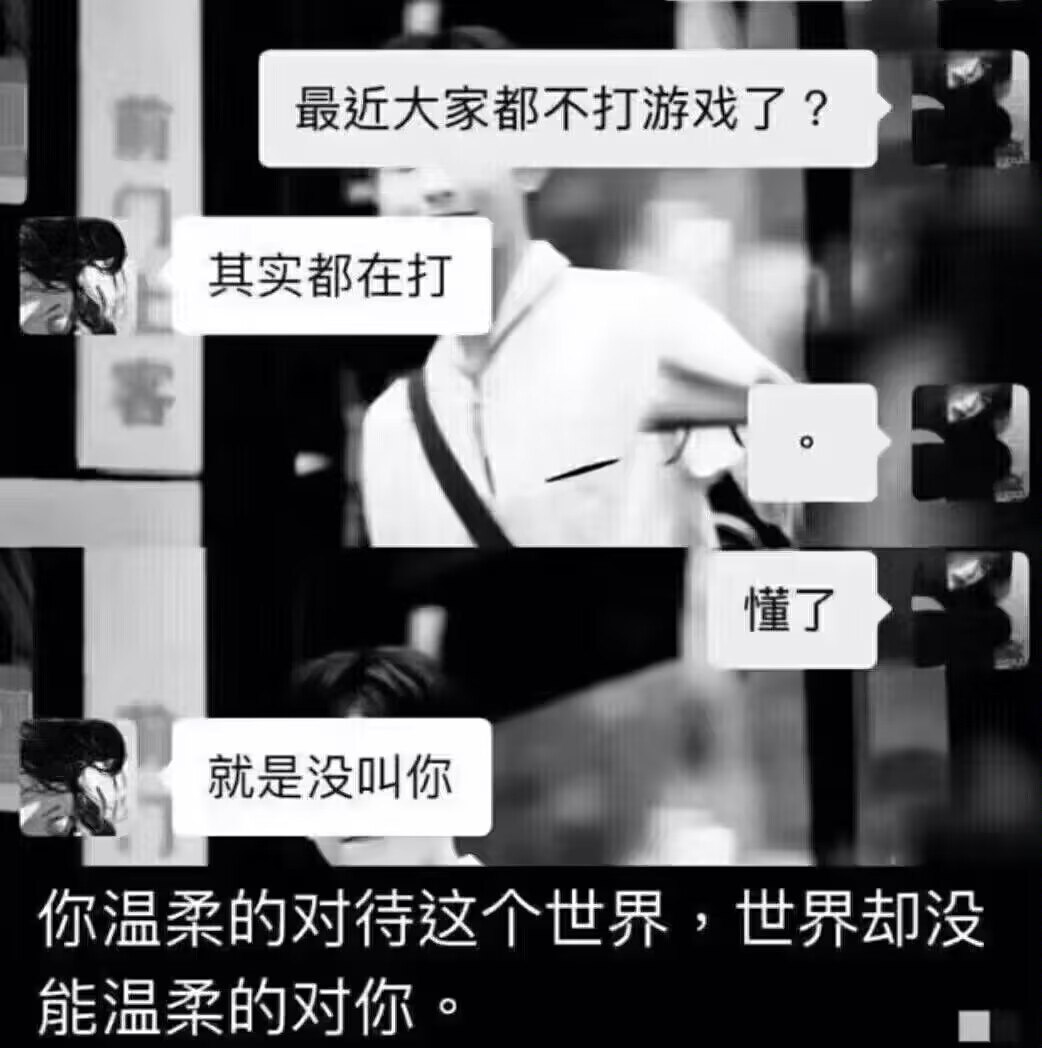 最近大家都不打游戏了？
其实都在打
。
懂了
就是没叫你
你温柔的对待这个世界，世界却没
能温柔的对你。